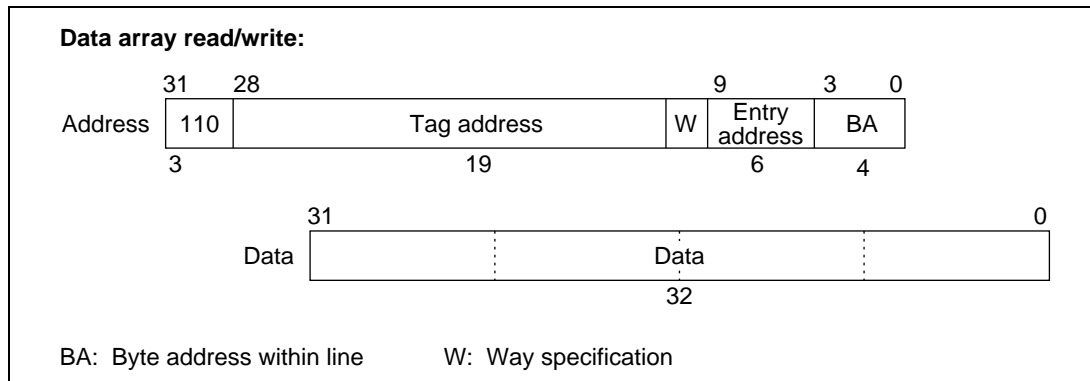 Data array read/write:
31 28 9 3 0
Address 110 Tag address W Entry address BA
3 19 6 4
31 0
Data Data
32
BA: Byte address within line W: Way specification